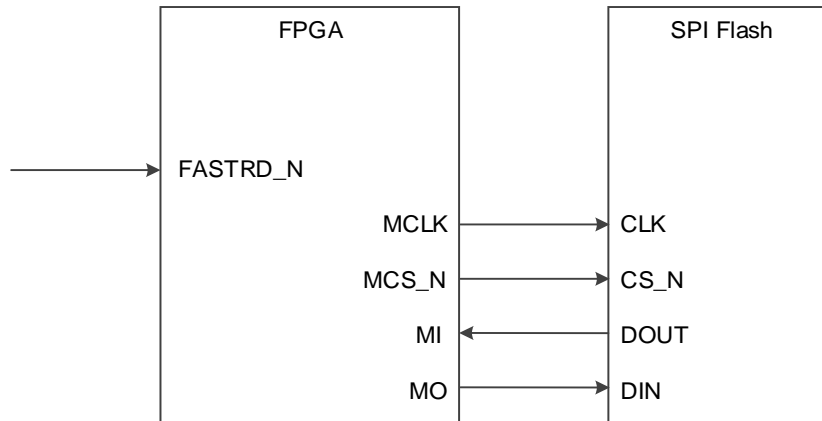 FPGA
SPI Flash
FASTRD_N
MCLK
CLK
MCS_N
CS_N
MI
DOUT
MO
DIN